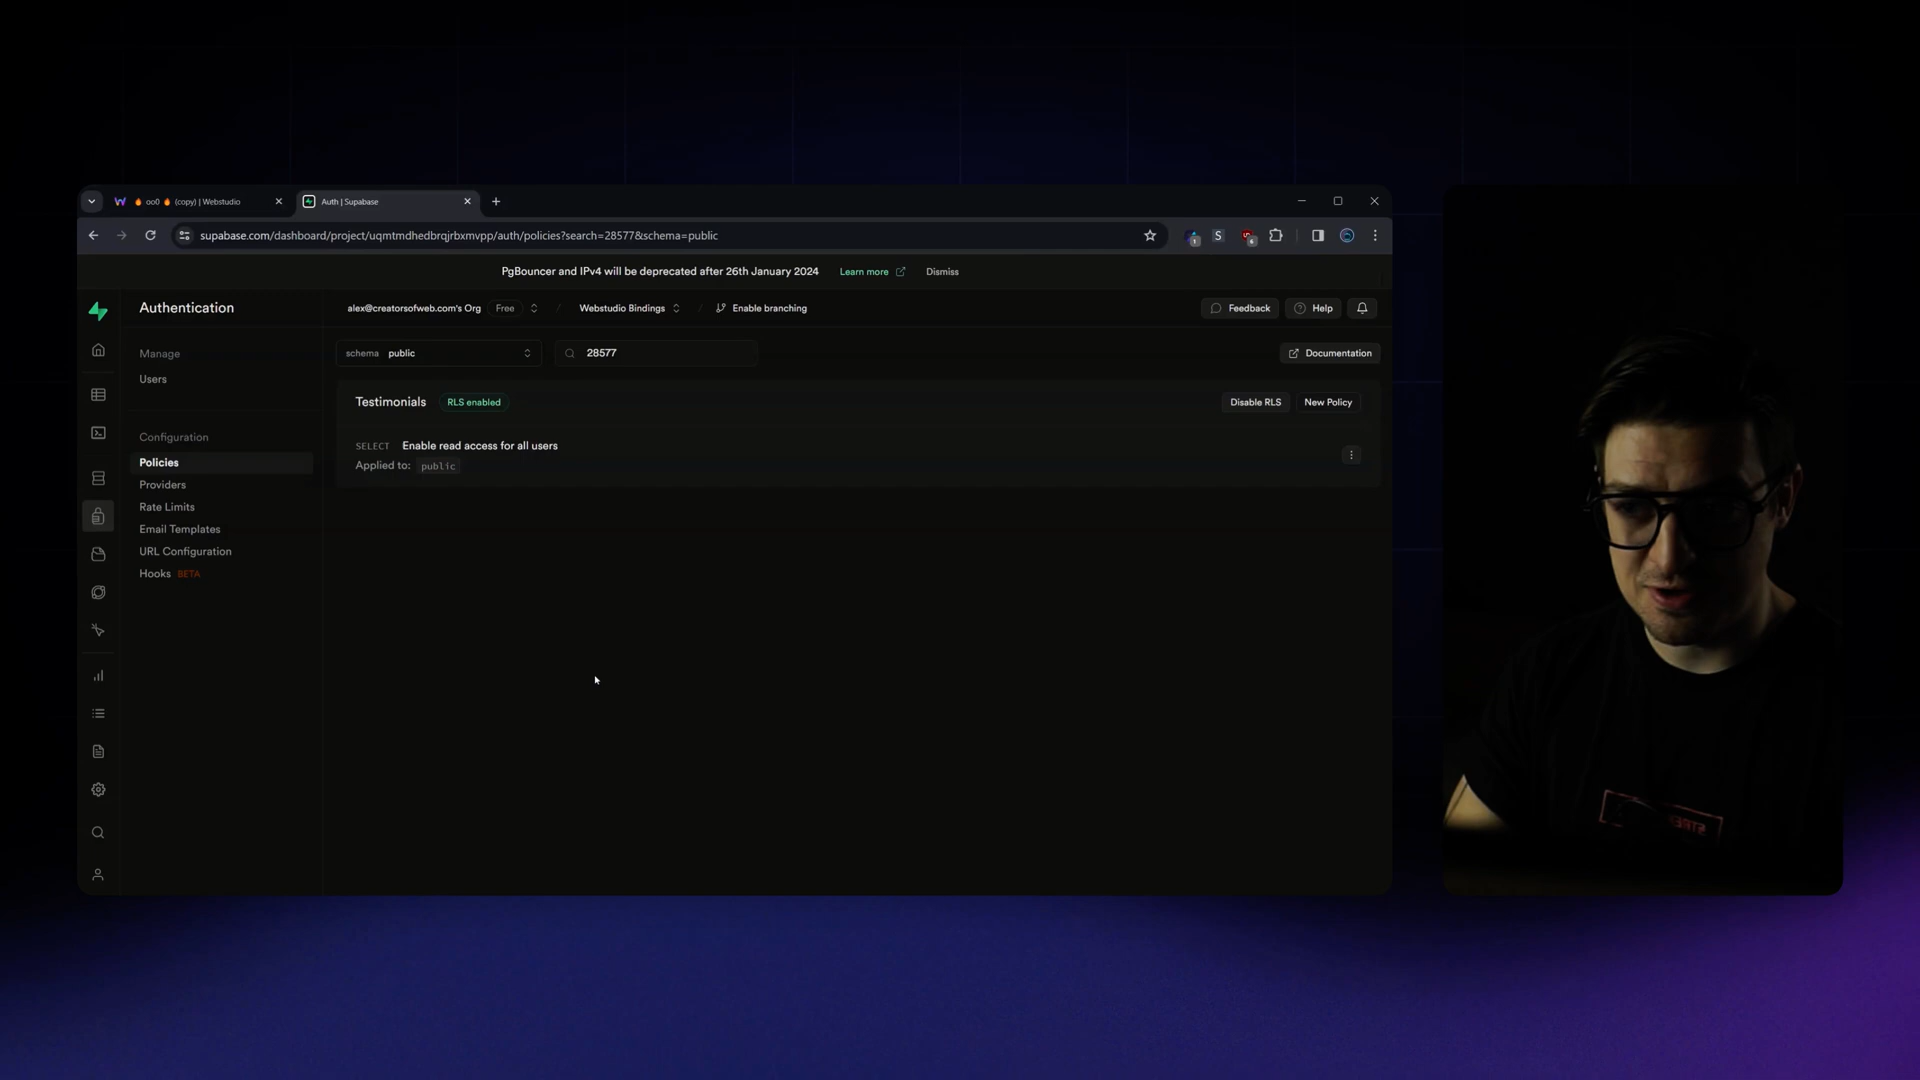 🔥 oo0 🔥 (copy) | Webstudio
Auth | Supabase
supabase.com/dashboard/project/uqmtmdhedbrqjrbxmvpp/auth/policies?search=28577&schema=public
PgBouncer and IPv4 will be deprecated after 26th January 2024 Learn more Dismiss
Authentication
alex@creatorsofweb.com's Org Free / Webstudio Bindings / Enable branching
Feedback Help
Manage
Users
Configuration
Policies
Providers
Rate Limits
Email Templates
URL Configuration
Hooks BETA
schema public
28577
Documentation
Testimonials RLS enabled
Disable RLS New Policy
SELECT Enable read access for all users
Applied to: public